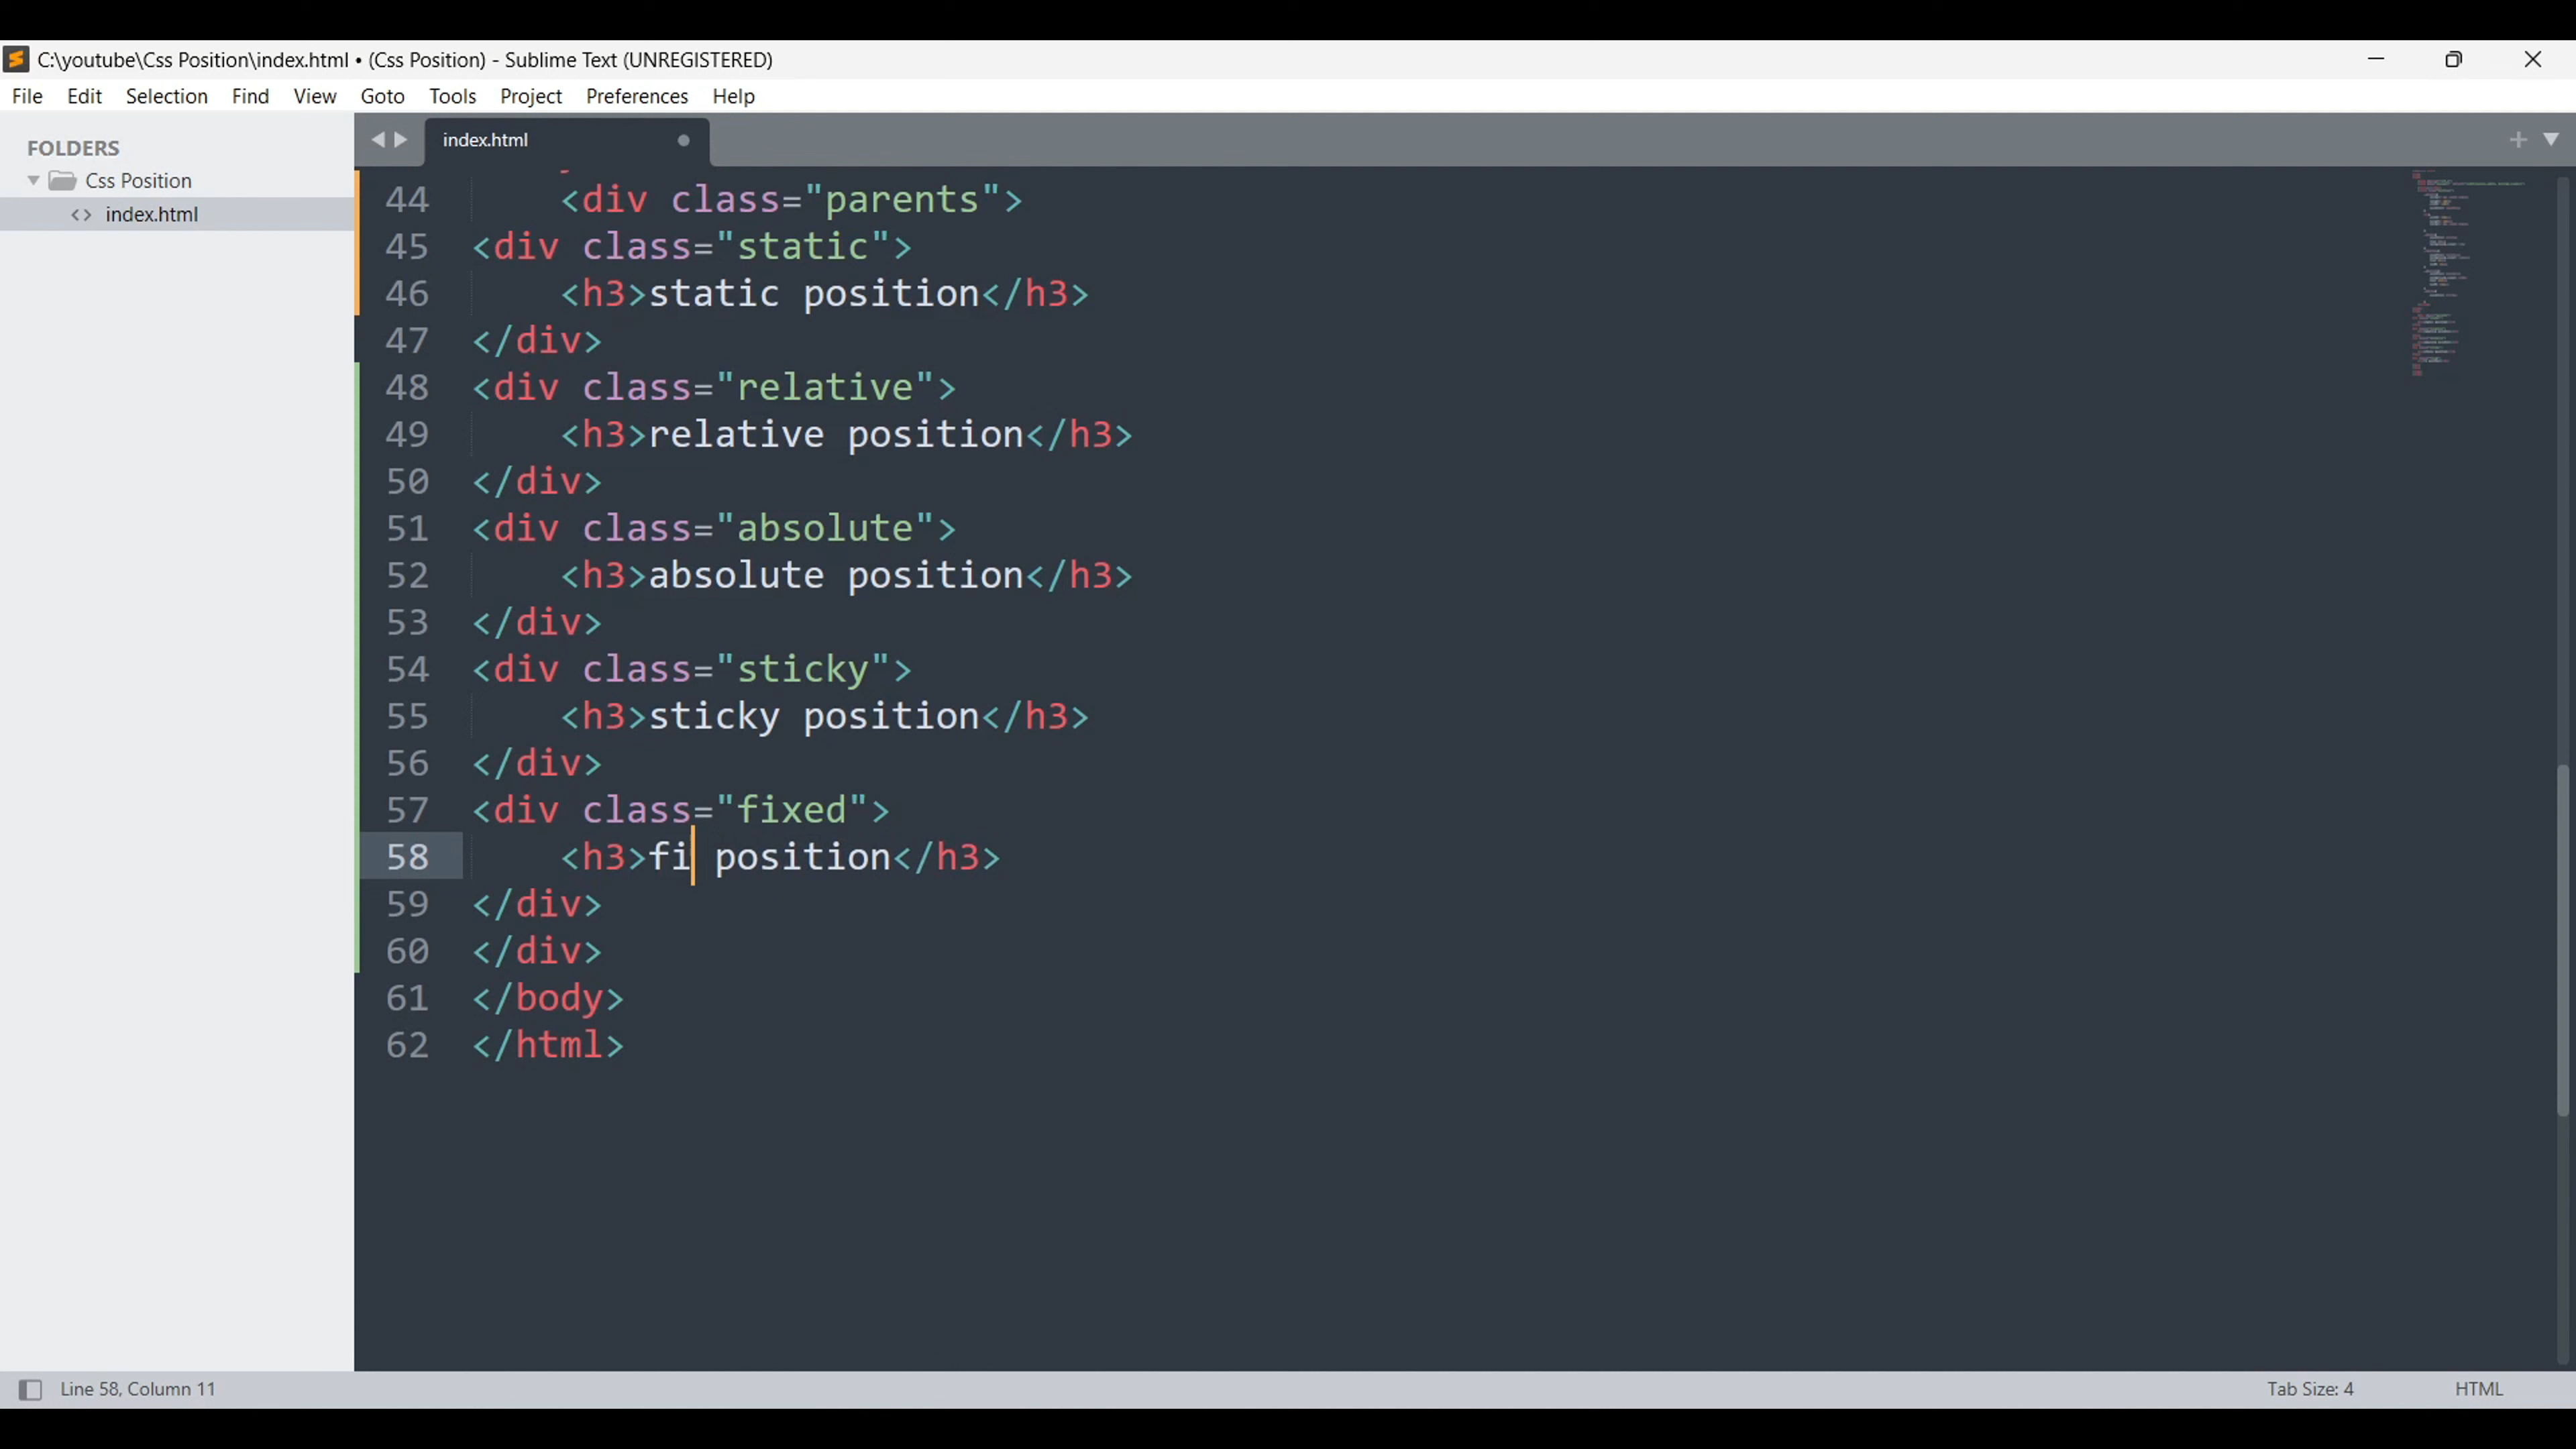 C:\youtube\Css Position\index.html • (Css Position) - Sublime Text (UNREGISTERED)
File Edit Selection Find View Goto Tools Project Preferences Help
FOLDERS
Css Position
<> index.html
index.html
44 <div class="parents">
45 <div class="static">
46 <h3>static position</h3>
47 </div>
48 <div class="relative">
49 <h3>relative position</h3>
50 </div>
51 <div class="absolute">
52 <h3>absolute position</h3>
53 </div>
54 <div class="sticky">
55 <h3>sticky position</h3>
56 </div>
57 <div class="fixed">
58 <h3>fi position</h3>
59 </div>
60 </div>
61 </body>
62 </html>
Line 58, Column 11
Tab Size: 4
HTML